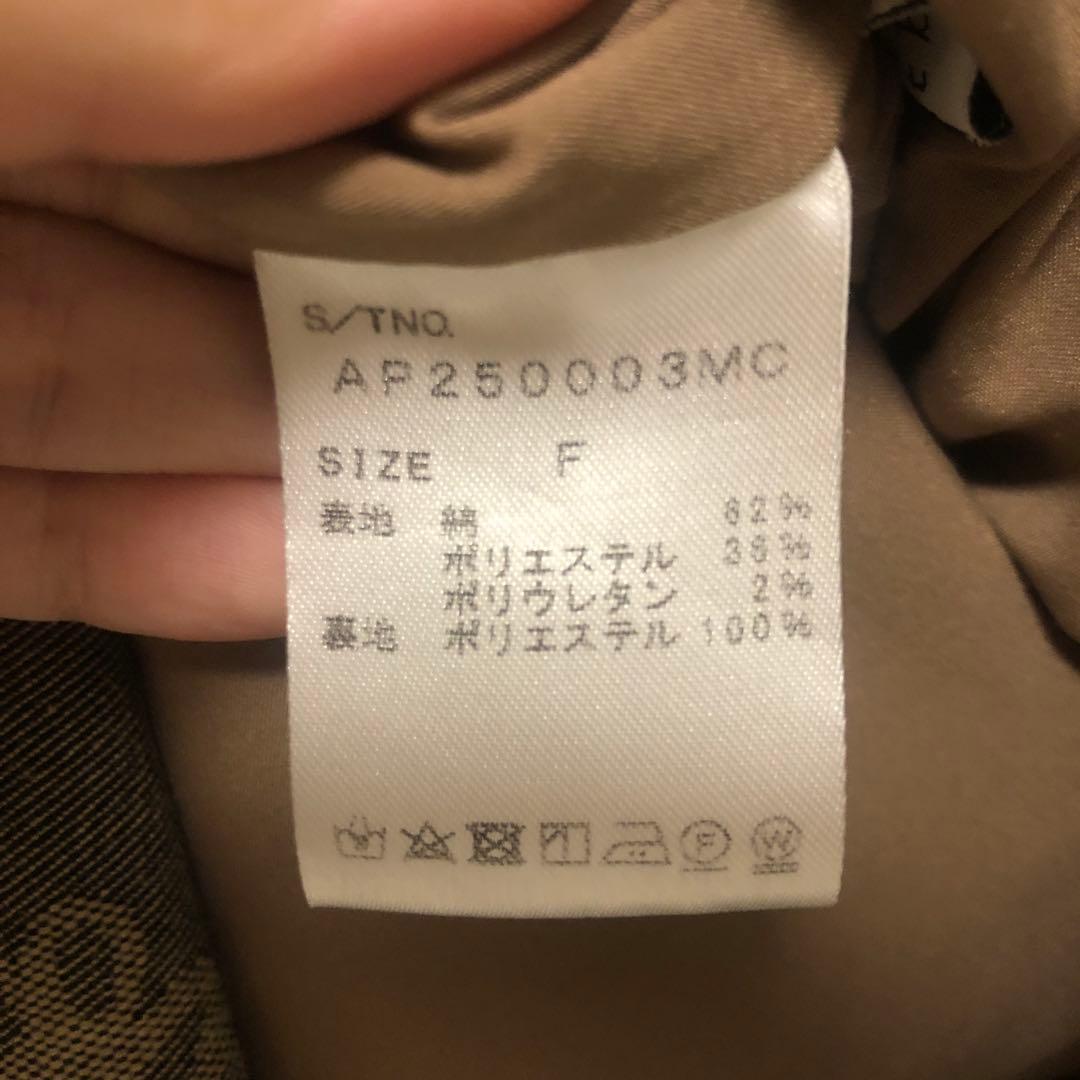 S/TNO.
AP250003MC
SIZE F
表地 綿 62%
ポリエステル 36%
ポリウレタン 2%
裏地 ポリエステル 100%
F W